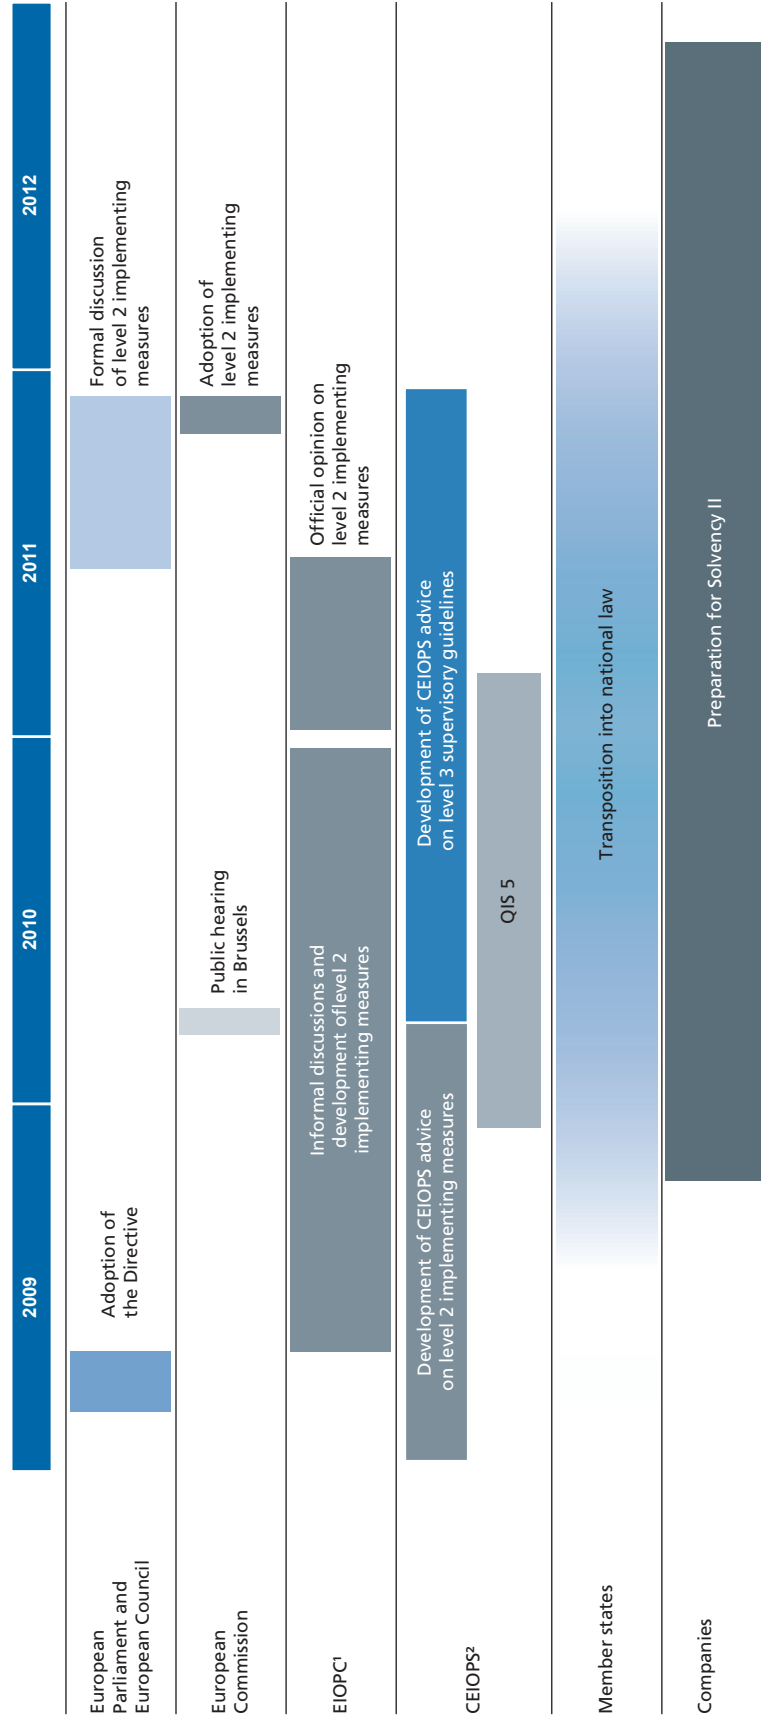 2009
2010
2011
2012
European
Parliament and
European Council
Adoption of
the Directive
Formal discussion
of level 2 implementing
measures
European
Commission
Public hearing
in Brussels
Adoption of
level 2 implementing
measures
EIOPC¹
Informal discussions and
development oflevel 2
implementing measures
Official opinion on
level 2 implementing
measures
CEIOPS²
Development of CEIOPS advice
on level 2 implementing measures
Development of CEIOPS advice
on level 3 supervisory guidelines
QIS 5
Member states
Transposition into national law
Companies
Preparation for Solvency II